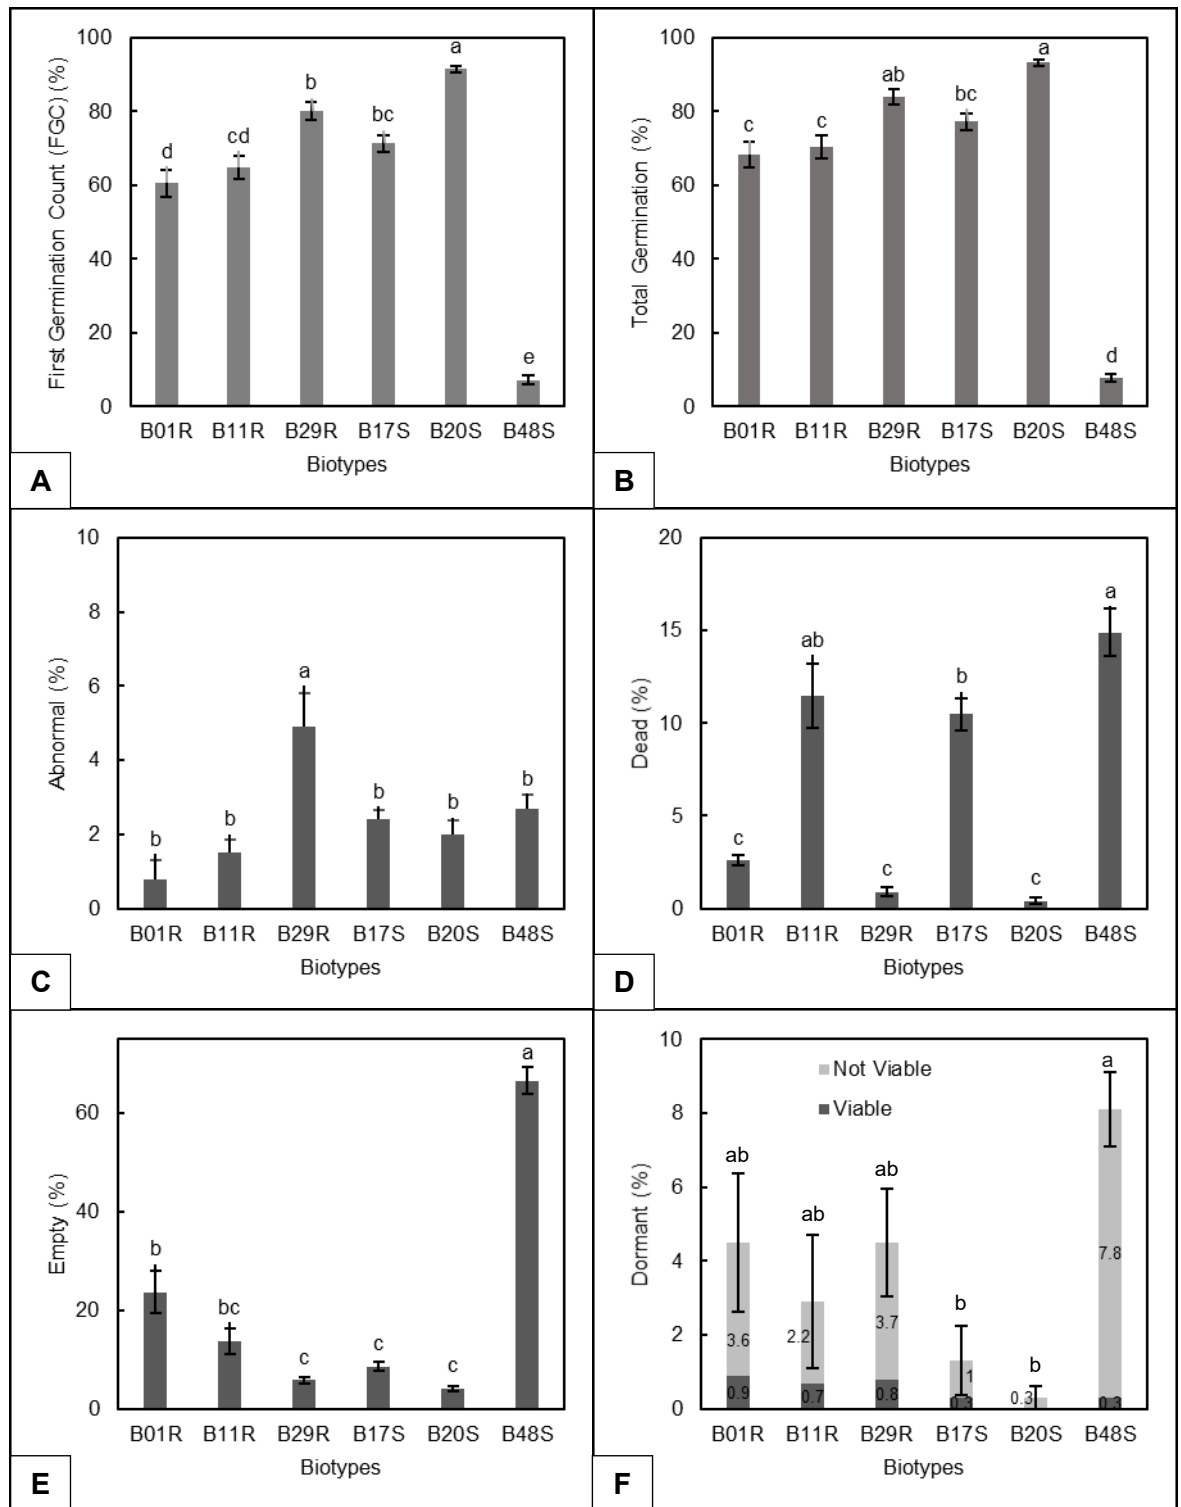 First Germination Count (FGC) (%)
100
80
60
40
20
0
d
cd
b
bc
a
e
B01R B11R B29R B17S B20S B48S
Biotypes
A
Total Germination (%)
100
80
60
40
20
0
c
c
ab
bc
a
d
B01R B11R B29R B17S B20S B48S
Biotypes
B
Abnormal (%)
10
8
6
4
2
0
b
b
a
b
b
b
B01R B11R B29R B17S B20S B48S
Biotypes
C
Dead (%)
20
15
10
5
0
c
ab
c
b
c
a
B01R B11R B29R B17S B20S B48S
Biotypes
D
Empty (%)
60
40
20
0
b
bc
c
c
c
a
B01R B11R B29R B17S B20S B48S
Biotypes
E
Dormant (%)
10
8
6
4
2
0
Not Viable
Viable
ab
3.6
0.9
ab
2.2
0.7
ab
3.7
0.8
b
1
0.3
b
0.3
a
7.8
0.3
B01R B11R B29R B17S B20S B48S
Biotypes
F